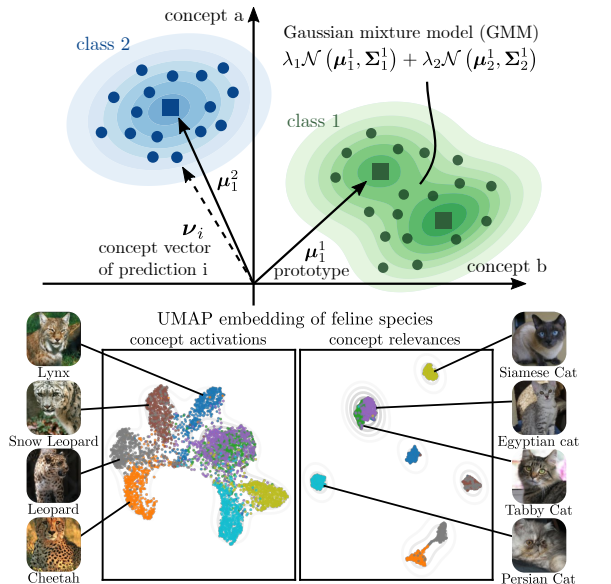 concept a
class 2
Gaussian mixture model (GMM)
λ₁𝒩 (μ₁¹, Σ₁¹) + λ₂𝒩 (μ₂¹, Σ₂¹)
class 1
μ₁²
νᵢ
concept vector
of prediction i
μ₁¹
prototype
concept b
UMAP embedding of feline species
concept activations
concept relevances
Lynx
Snow Leopard
Leopard
Cheetah
Siamese Cat
Egyptian cat
Tabby Cat
Persian Cat